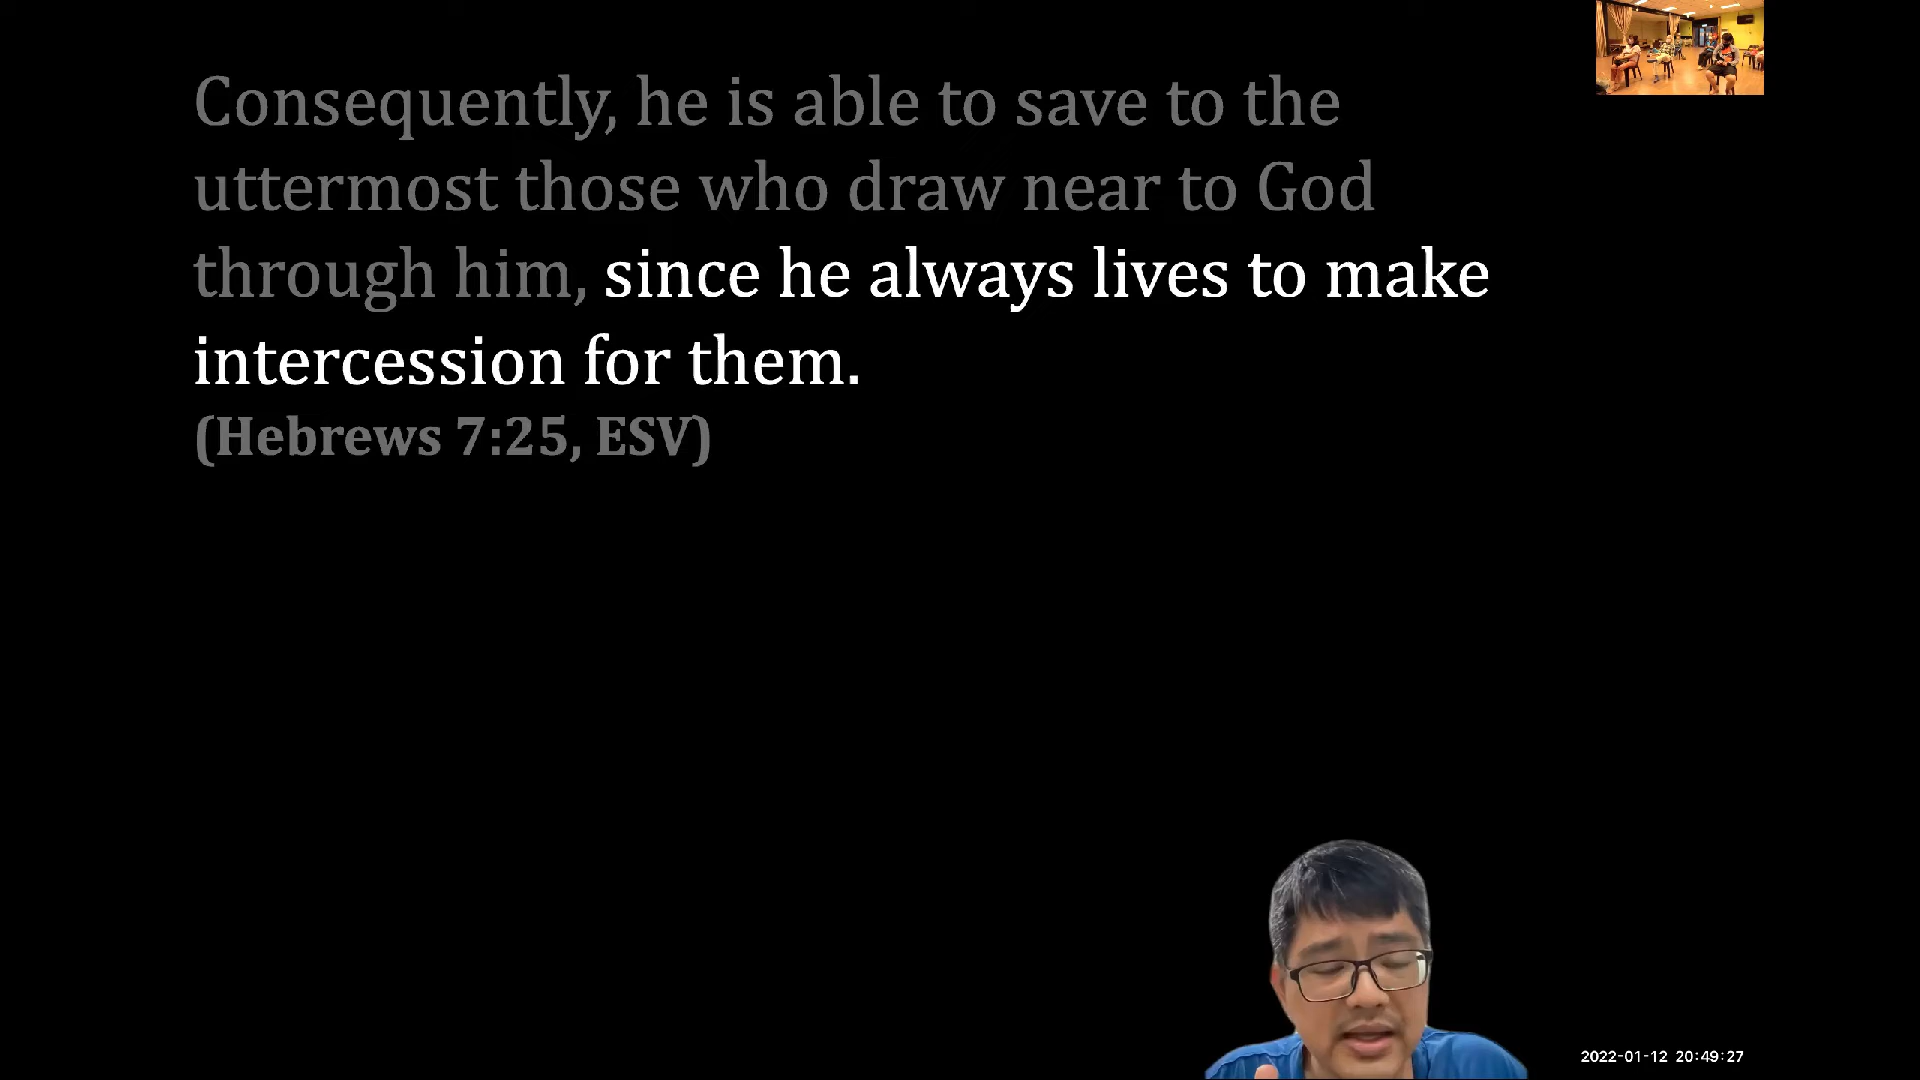 Consequently, he is able to save to the
uttermost those who draw near to God
through him, since he always lives to make
intercession for them.
(Hebrews 7:25, ESV)
2022-01-12 20:49:27